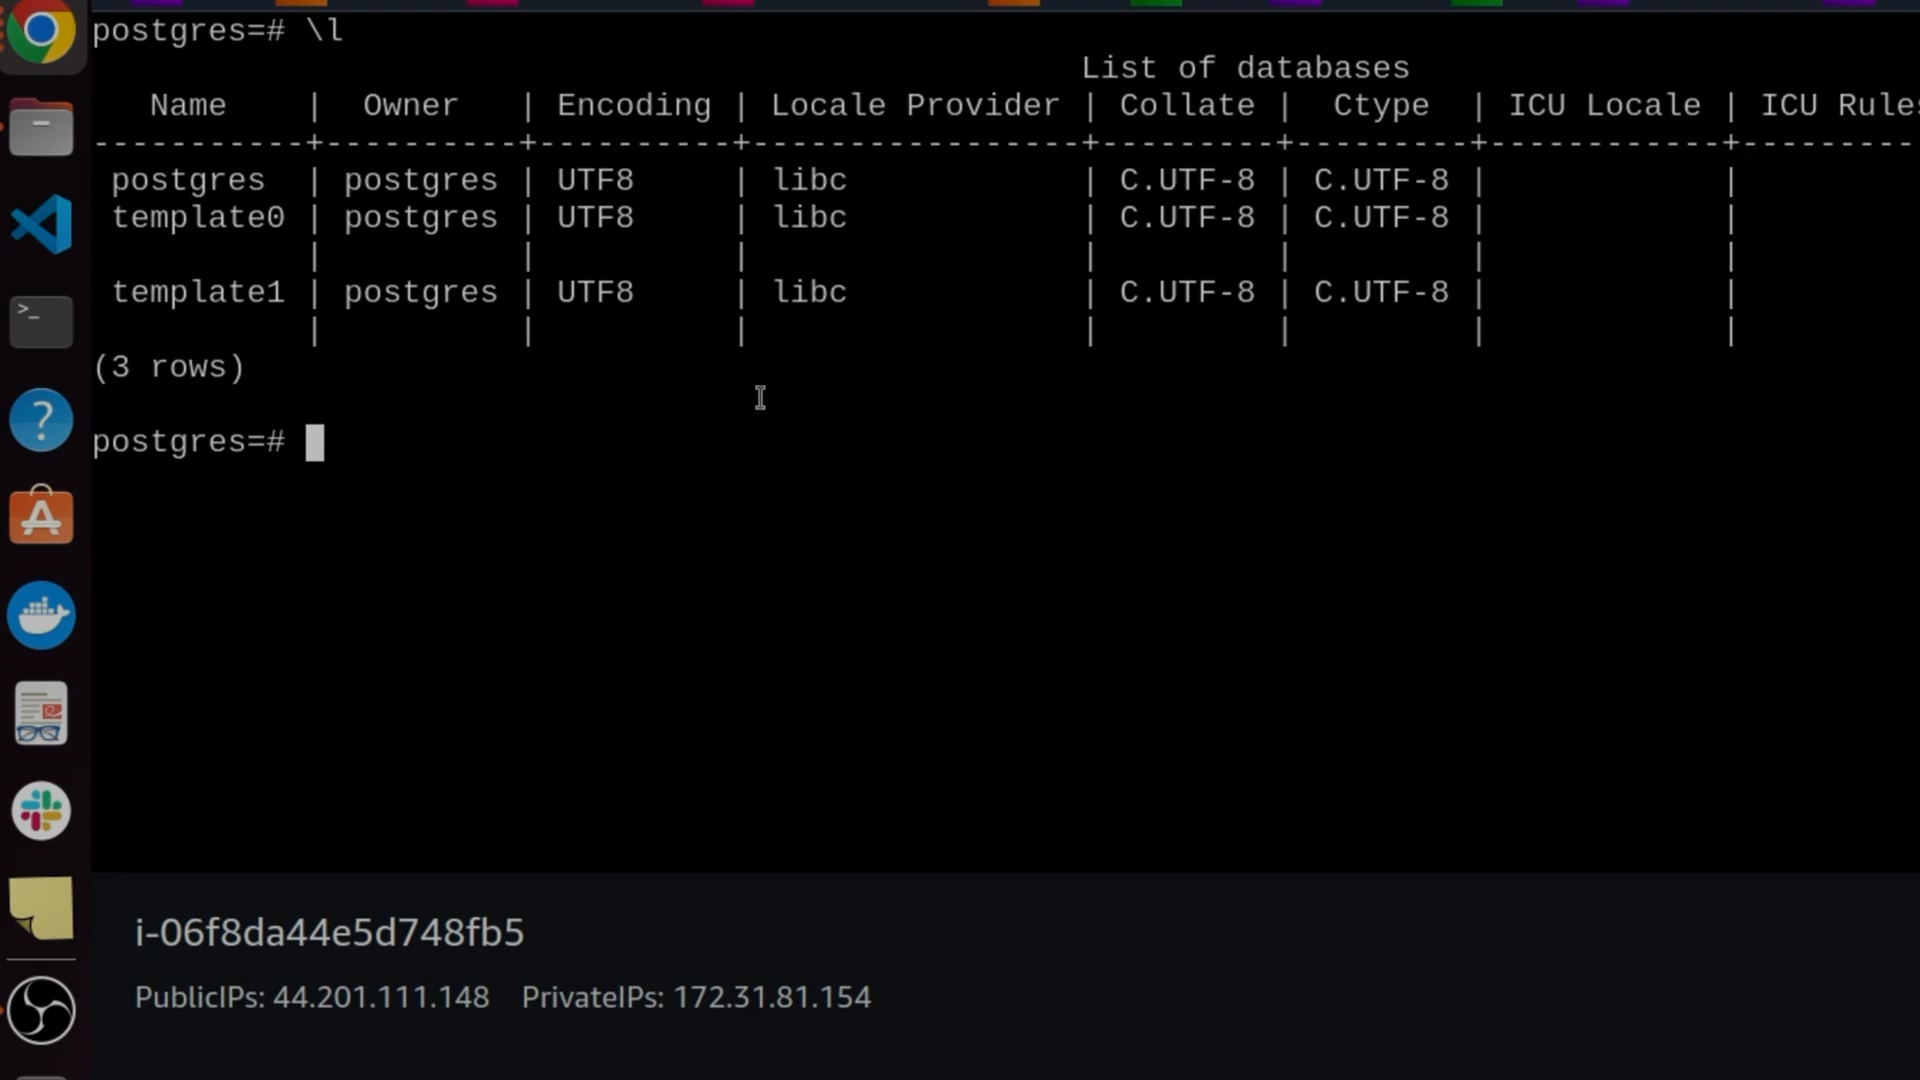 postgres=# \l
List of databases
   Name    |  Owner   | Encoding | Locale Provider | Collate |  Ctype  | ICU Locale | ICU Rules
-----------+----------+----------+-----------------+---------+---------+------------+---------
 postgres  | postgres | UTF8     | libc            | C.UTF-8 | C.UTF-8 |            |
 template0 | postgres | UTF8     | libc            | C.UTF-8 | C.UTF-8 |            |
           |          |          |                 |         |         |            |
 template1 | postgres | UTF8     | libc            | C.UTF-8 | C.UTF-8 |            |
           |          |          |                 |         |         |            |
(3 rows)
postgres=#
i-06f8da44e5d748fb5
PublicIPs: 44.201.111.148 PrivateIPs: 172.31.81.154